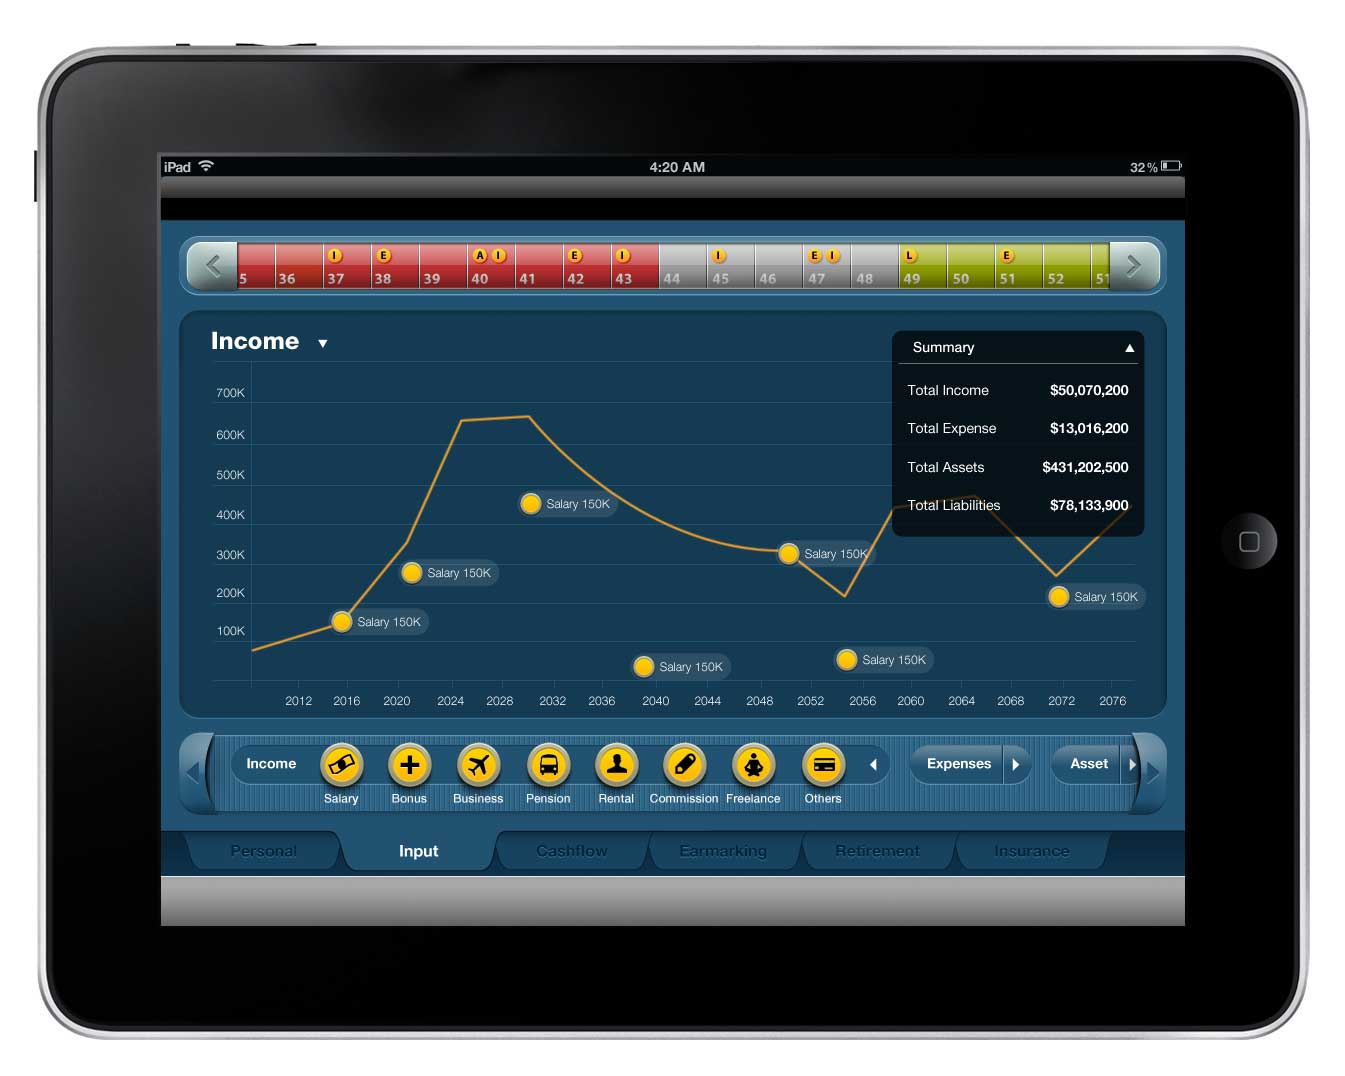 iPad 4:20 AM 32%
I E A I E I I E I L E
5 36 37 38 39 40 41 42 43 44 45 46 47 48 49 50 51 52 51
Income
Summary
Total Income $50,070,200
Total Expense $13,016,200
Total Assets $431,202,500
Total Liabilities $78,133,900
700K
600K
500K
400K
300K
200K
100K
Salary 150K
Salary 150K
Salary 150K
Salary 150K
Salary 150K
Salary 150K
Salary 150K
2012 2016 2020 2024 2028 2032 2036 2040 2044 2048 2052 2056 2060 2064 2068 2072 2076
Income Expenses Asset
Salary Bonus Business Pension Rental Commission Freelance Others
Personal Input Cashflow Earmarking Retirement Insurance